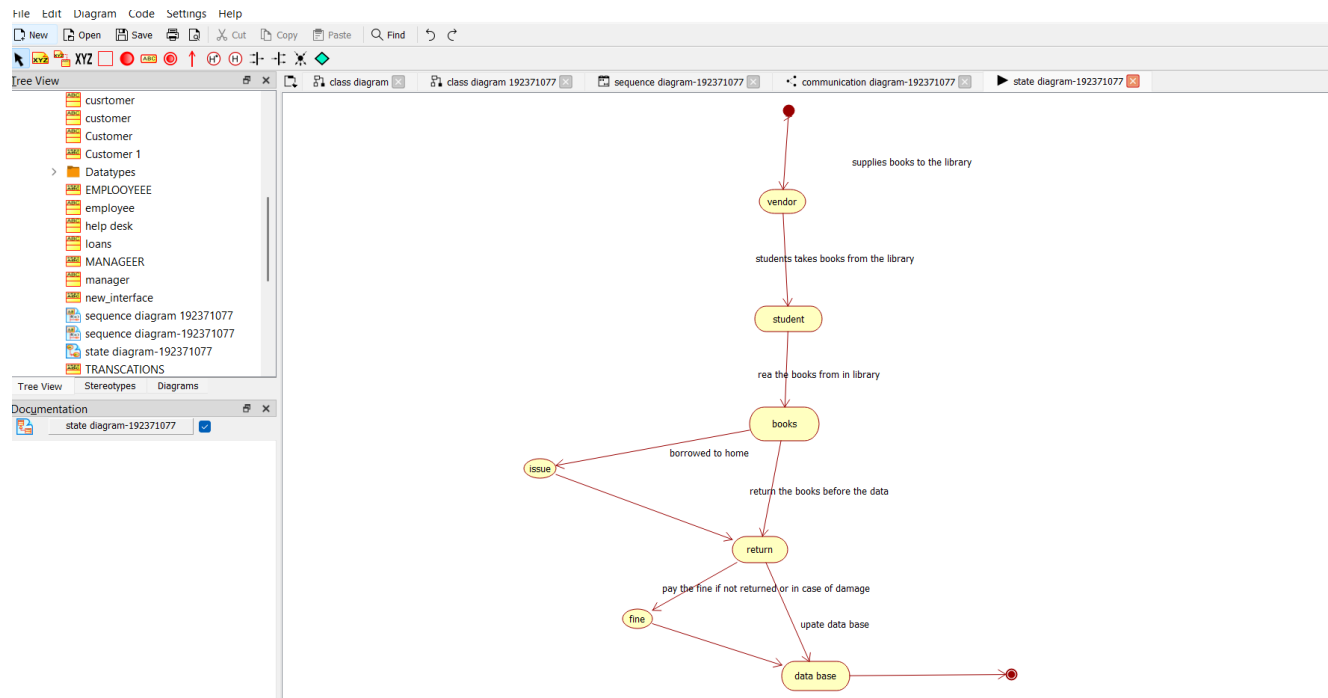 File Edit Diagram Code Settings Help
New Open Save Cut Copy Paste Find
XYZ XYZ ABC H* H
Tree View
class diagram class diagram 192371077 sequence diagram-192371077 communication diagram-192371077 state diagram-192371077
cusrtomer
customer
Customer
Customer 1
Datatypes
EMPLOOYEEE
employee
help desk
loans
MANAGEER
manager
new_interface
sequence diagram 192371077
sequence diagram-192371077
state diagram-192371077
TRANSCATIONS
Tree View Stereotypes Diagrams
Documentation
state diagram-192371077
supplies books to the library
vendor
students takes books from the library
student
rea the books from in library
books
borrowed to home
issue
return the books before the data
return
pay the fine if not returned or in case of damage
fine
upate data base
data base